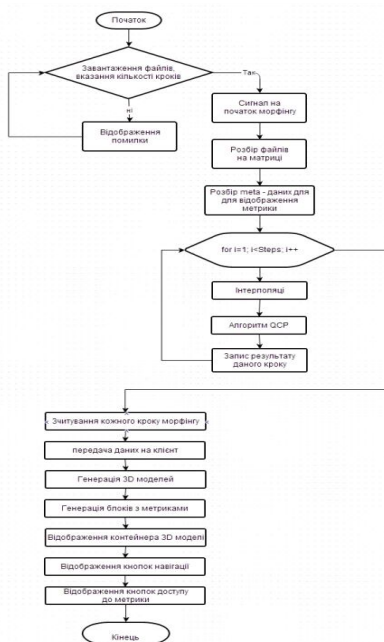 Початок
Завантаження файлів,
вказання кількості кроків
Так
ні
Відображення
помилки
Сигнал на
початок морфінгу
Розбір файлів
на матриці
Розбір meta - даних для
для відображення
метрики
for i=1; i<Steps; i++
Інтерполяці
Алгоритм QCP
Запис результату
даного кроку
Зчитування кожного кроку морфінгу
передача даних на клієнт
Генерація 3D моделей
Генерація блоків з метриками
Відображення контейнера 3D моделі
Відображення кнопок навігації
Відображення кнопок доступу
до метрики
Кінець